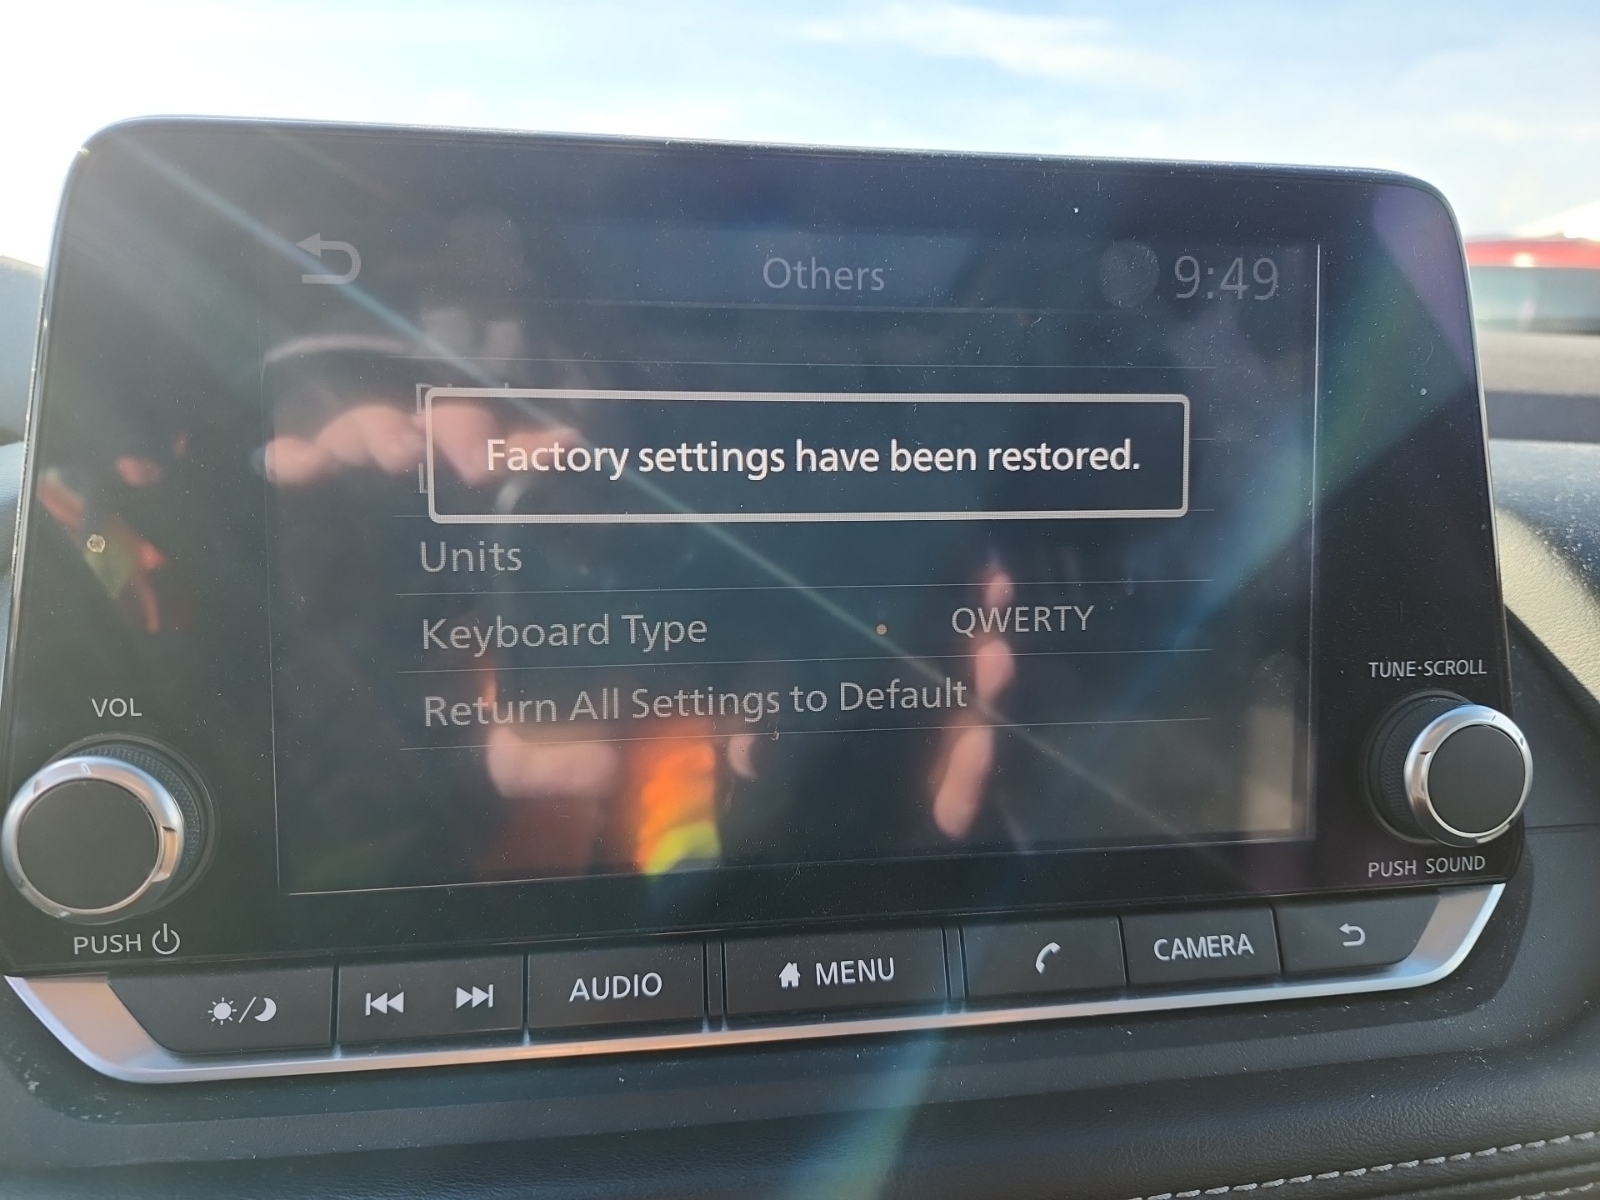 Others
9:49
Factory settings have been restored.
Units
Keyboard Type QWERTY
Return All Settings to Default
VOL
PUSH
TUNE·SCROLL
PUSH SOUND
AUDIO
MENU
CAMERA